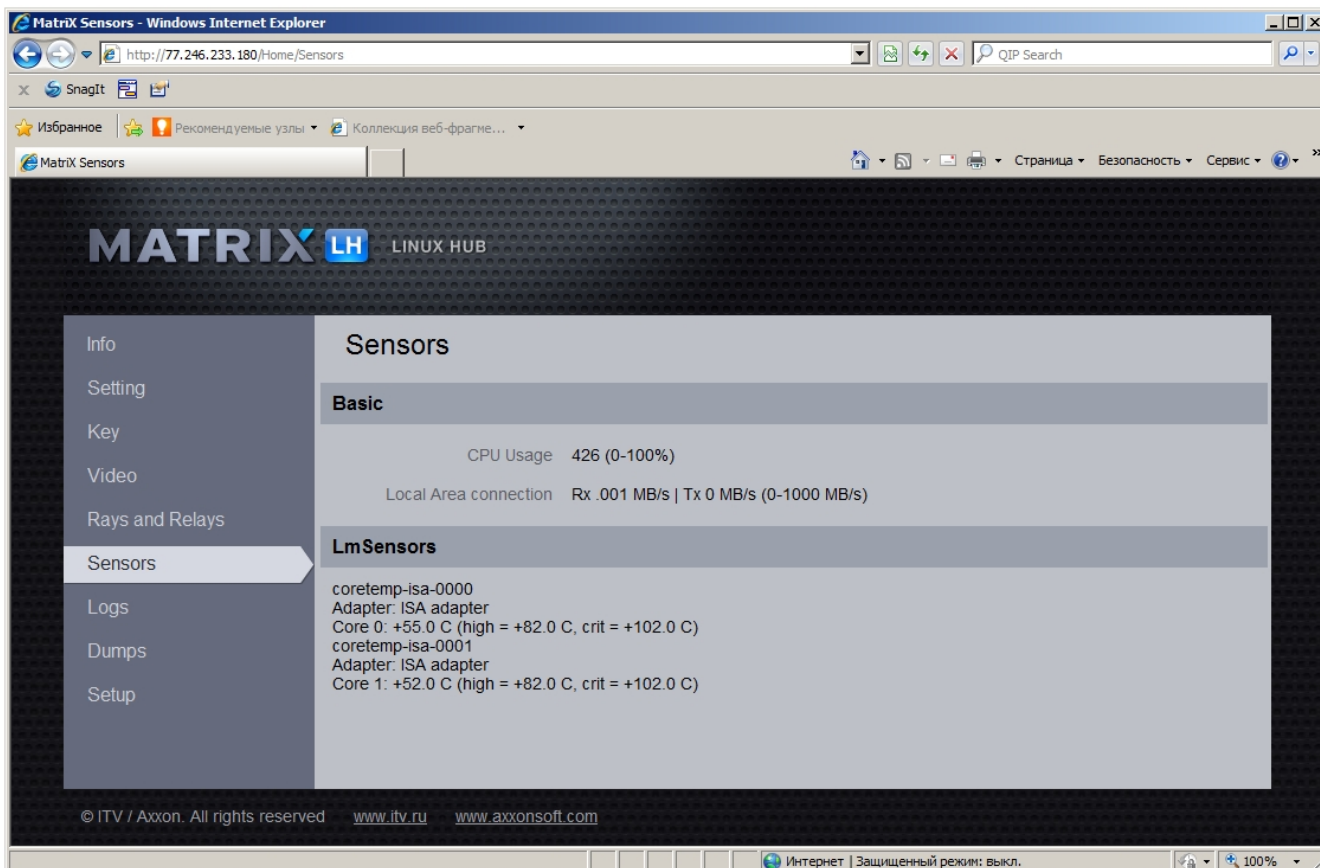 MatriX Sensors - Windows Internet Explorer
http://77.246.233.180/Home/Sensors
QIP Search
x SnagIt
Избранное Рекомендуемые узлы Коллекция веб-фрагме...
MatriX Sensors Страница Безопасность Сервис
MATRIX LH LINUX HUB
Info
Setting
Key
Video
Rays and Relays
Sensors
Logs
Dumps
Setup
Sensors
Basic
CPU Usage 426 (0-100%)
Local Area connection Rx .001 MB/s | Tx 0 MB/s (0-1000 MB/s)
LmSensors
coretemp-isa-0000
Adapter: ISA adapter
Core 0: +55.0 C (high = +82.0 C, crit = +102.0 C)
coretemp-isa-0001
Adapter: ISA adapter
Core 1: +52.0 C (high = +82.0 C, crit = +102.0 C)
© ITV / Axxon. All rights reserved www.itv.ru www.axxonsoft.com
Интернет | Защищенный режим: выкл. 100%